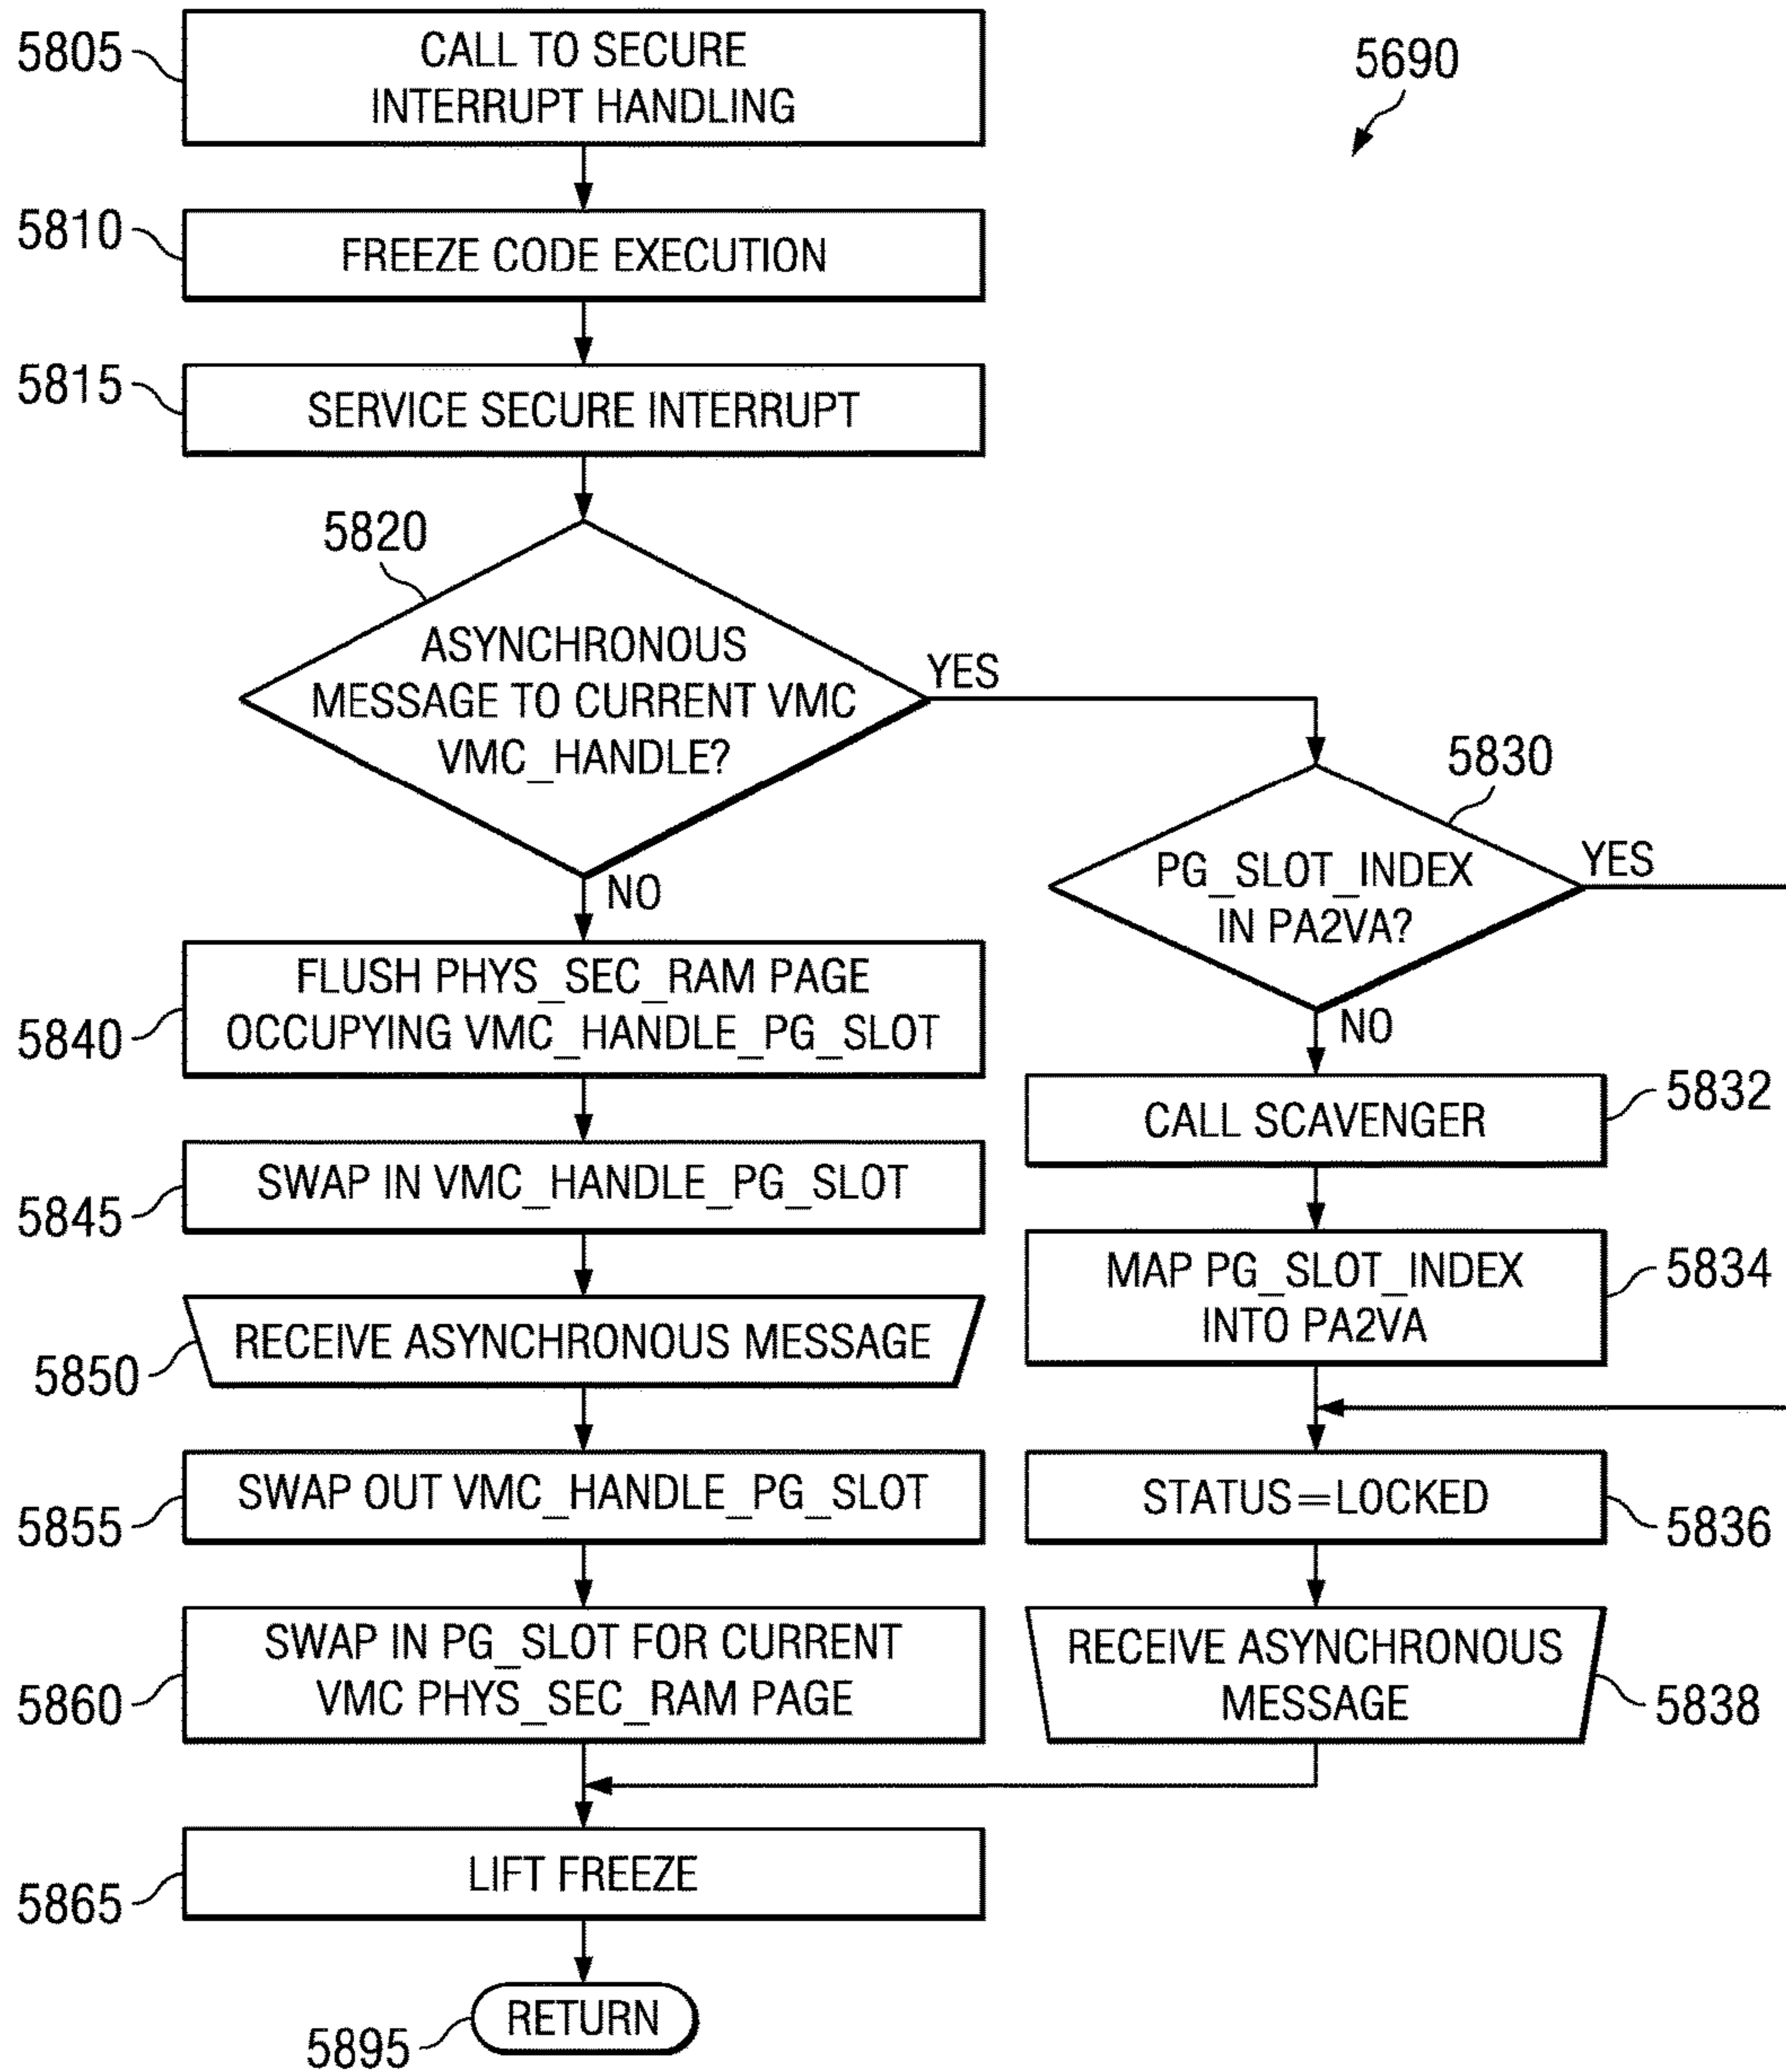 5805
CALL TO SECURE
INTERRUPT HANDLING
5690
5810
FREEZE CODE EXECUTION
5815
SERVICE SECURE INTERRUPT
5820
ASYNCHRONOUS
MESSAGE TO CURRENT VMC
VMC_HANDLE?
YES
NO
5830
PG_SLOT_INDEX
IN PA2VA?
YES
NO
5840
FLUSH PHYS_SEC_RAM PAGE
OCCUPYING VMC_HANDLE_PG_SLOT
CALL SCAVENGER
5832
5845
SWAP IN VMC_HANDLE_PG_SLOT
MAP PG_SLOT_INDEX
INTO PA2VA
5834
5850
RECEIVE ASYNCHRONOUS MESSAGE
5855
SWAP OUT VMC_HANDLE_PG_SLOT
STATUS=LOCKED
5836
5860
SWAP IN PG_SLOT FOR CURRENT
VMC PHYS_SEC_RAM PAGE
RECEIVE ASYNCHRONOUS
MESSAGE
5838
5865
LIFT FREEZE
RETURN
5895